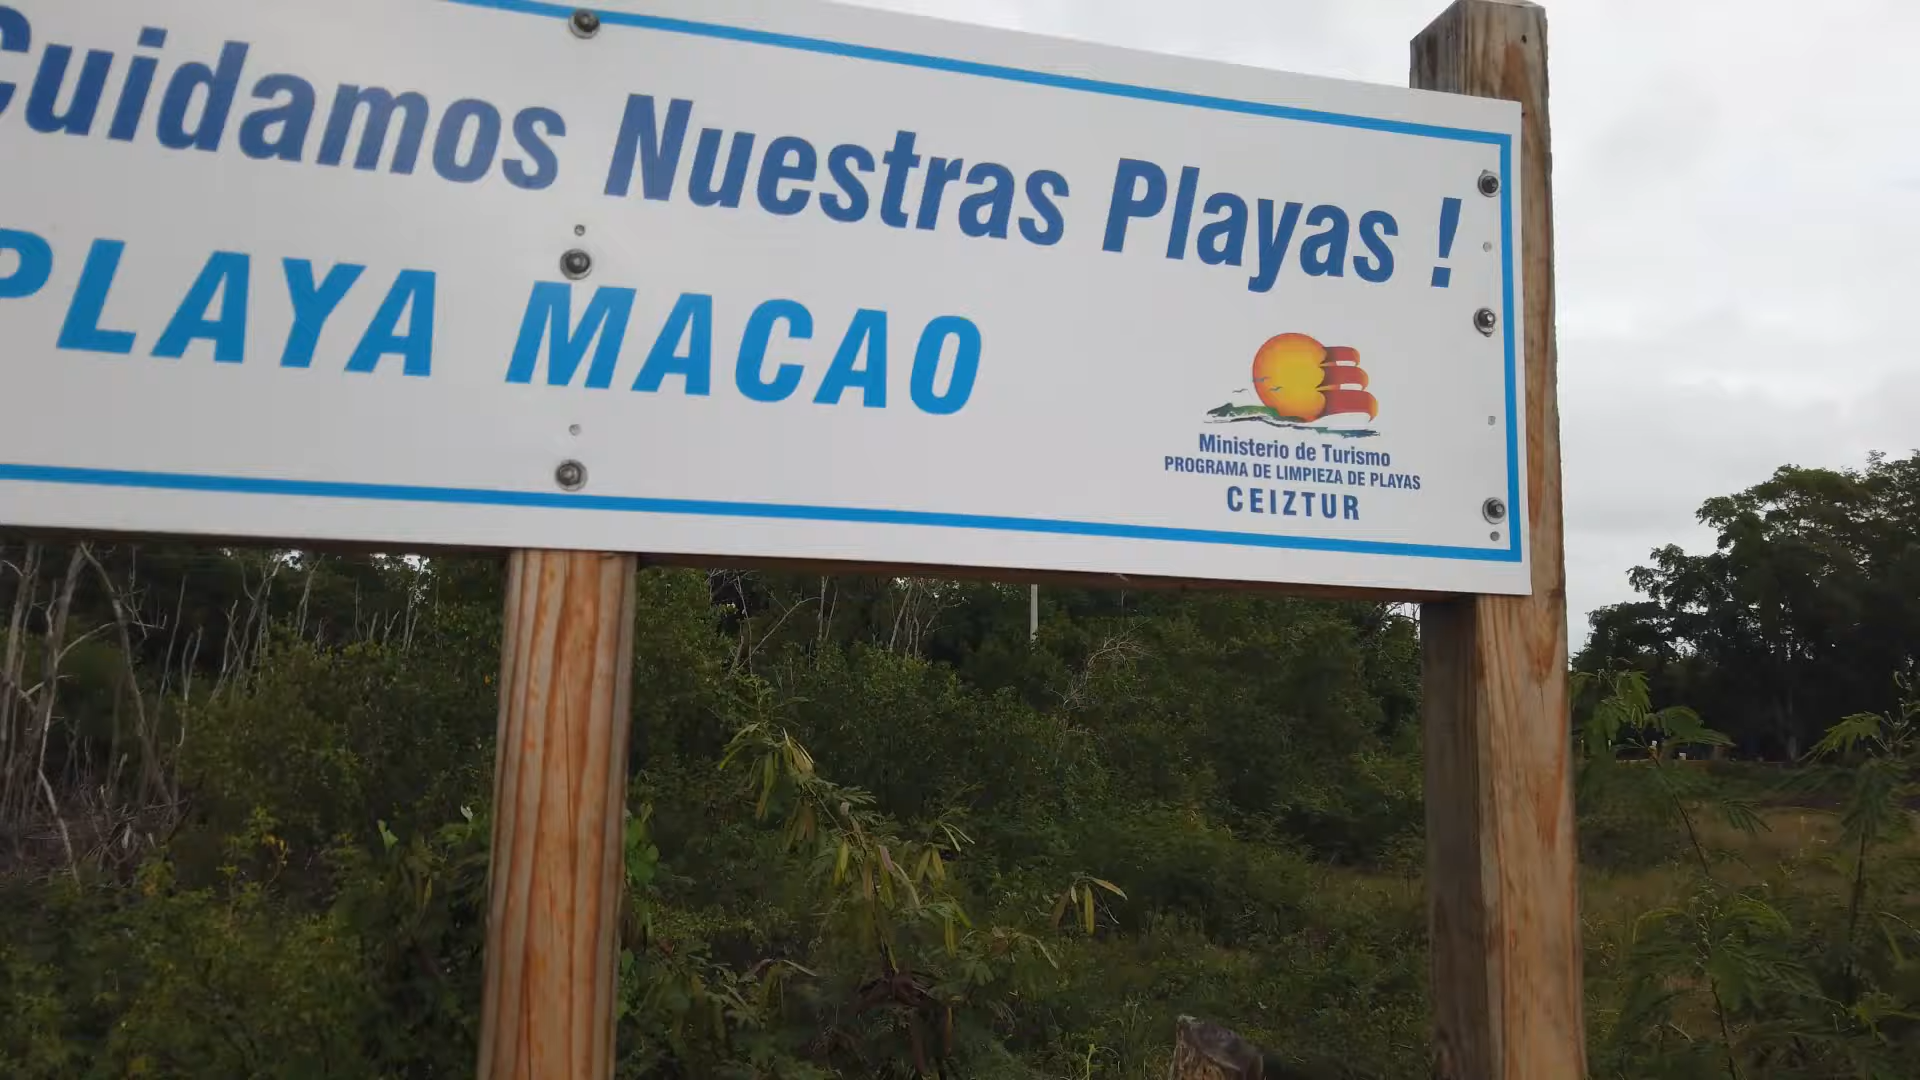 Cuidamos Nuestras Playas !
PLAYA MACAO
Ministerio de Turismo
PROGRAMA DE LIMPIEZA DE PLAYAS
CEIZTUR